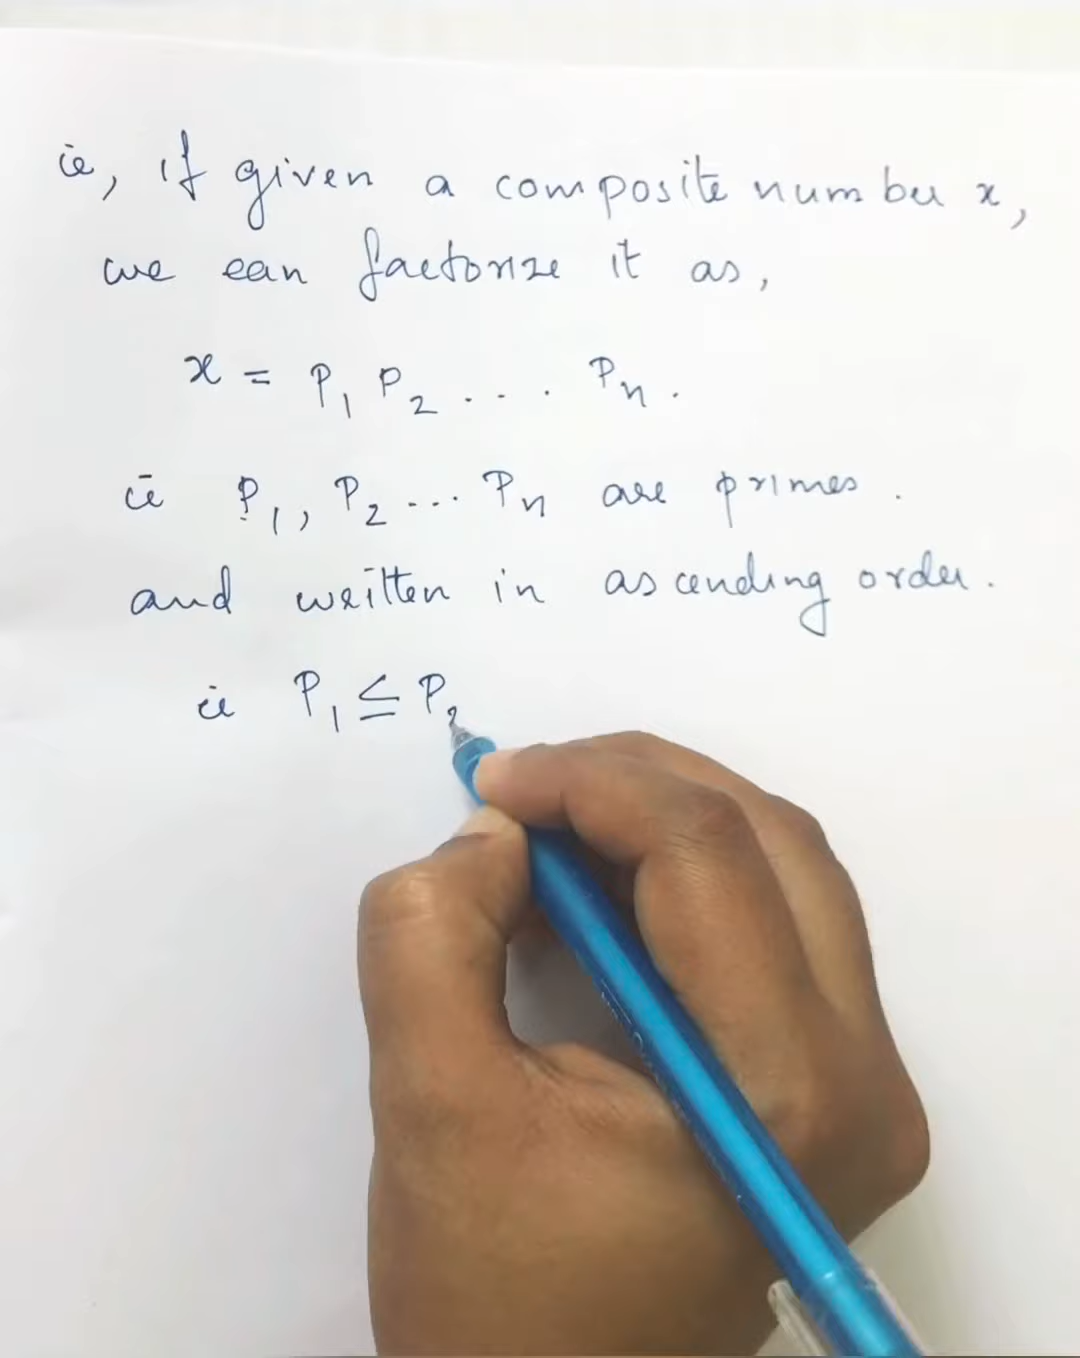 ie, if given a composite number x,
we can factorize it as,
x = P₁ P₂ . . . Pₙ .
ie P₁, P₂ ... Pₙ are primes .
and written in ascending order.
ie P₁ ≤ P₂